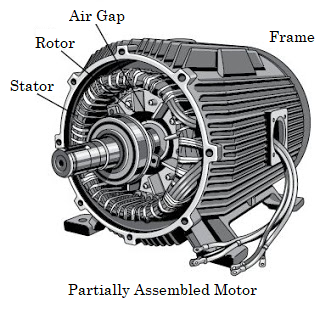 Air Gap
Rotor
Frame
Stator
Partially Assembled Motor